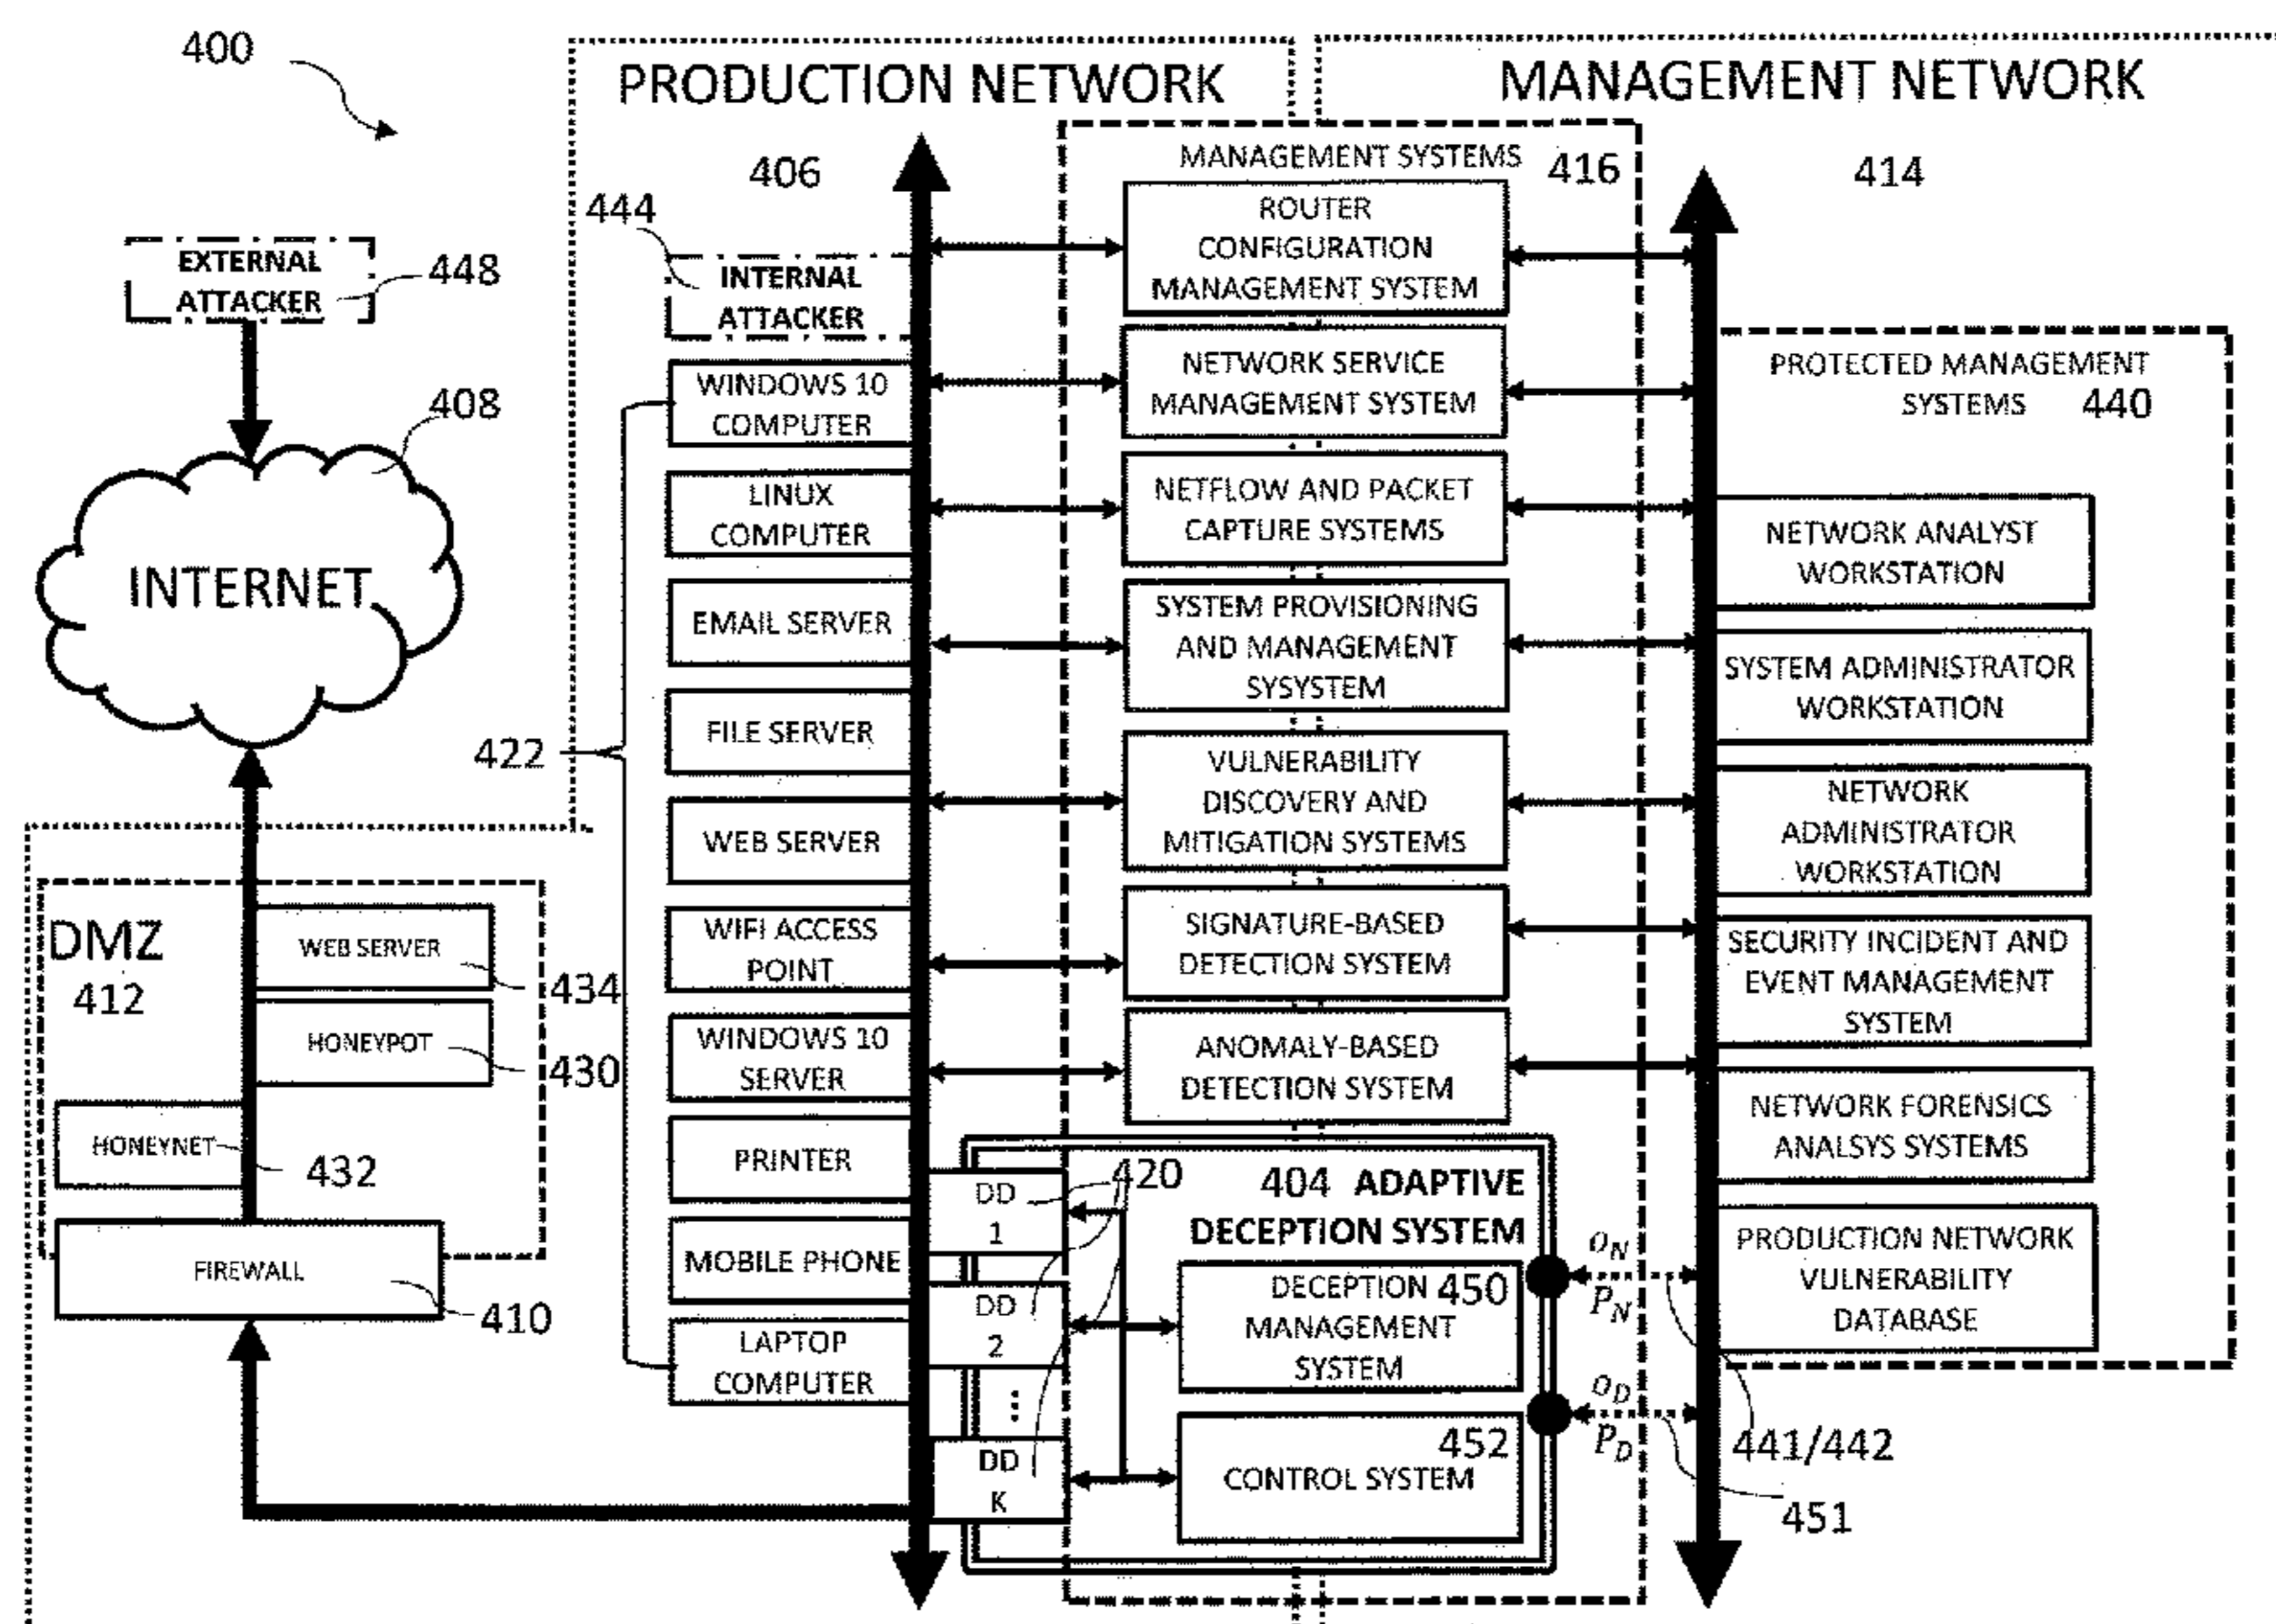 400
PRODUCTION NETWORK
406
MANAGEMENT NETWORK
414
EXTERNAL
ATTACKER
448
408
INTERNET
444
INTERNAL
ATTACKER
WINDOWS 10
COMPUTER
LINUX
COMPUTER
EMAIL SERVER
FILE SERVER
422
WEB SERVER
WIFI ACCESS
POINT
WINDOWS 10
SERVER
PRINTER
MOBILE PHONE
LAPTOP
COMPUTER
DMZ
412
WEB SERVER
434
HONEYPOT
430
HONEYNET
432
FIREWALL
410
MANAGEMENT SYSTEMS
416
ROUTER
CONFIGURATION
MANAGEMENT SYSTEM
NETWORK SERVICE
MANAGEMENT SYSTEM
NETFLOW AND PACKET
CAPTURE SYSTEMS
SYSTEM PROVISIONING
AND MANAGEMENT
SYSYSTEM
VULNERABILITY
DISCOVERY AND
MITIGATION SYSTEMS
SIGNATURE-BASED
DETECTION SYSTEM
ANOMALY-BASED
DETECTION SYSTEM
420
DD
1
DD
2
⋮
DD
K
404 ADAPTIVE
DECEPTION SYSTEM
DECEPTION 450
MANAGEMENT
SYSTEM
452
CONTROL SYSTEM
O_N
P_N
O_D
P_D
441/442
451
PROTECTED MANAGEMENT
SYSTEMS 440
NETWORK ANALYST
WORKSTATION
SYSTEM ADMINISTRATOR
WORKSTATION
NETWORK
ADMINISTRATOR
WORKSTATION
SECURITY INCIDENT AND
EVENT MANAGEMENT
SYSTEM
NETWORK FORENSICS
ANALSYS SYSTEMS
PRODUCTION NETWORK
VULNERABILITY
DATABASE